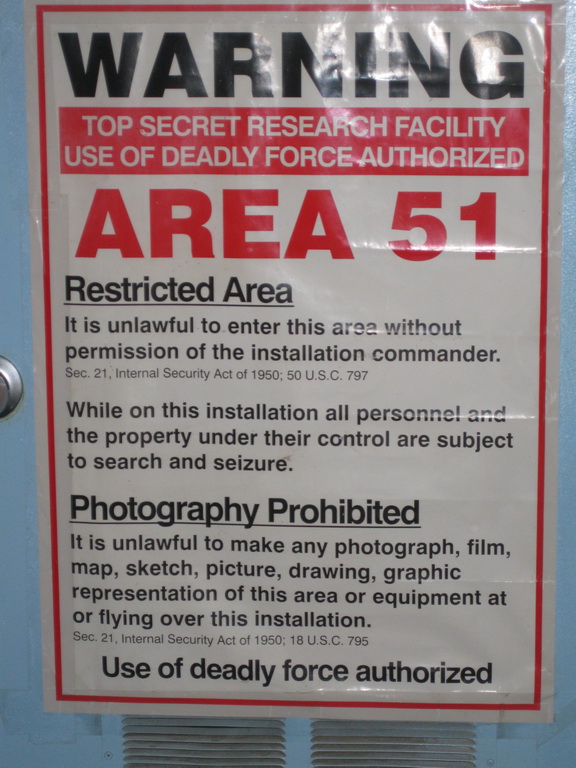 WARNING
TOP SECRET RESEARCH FACILITY
USE OF DEADLY FORCE AUTHORIZED
AREA 51
Restricted Area
It is unlawful to enter this area without
permission of the installation commander.
Sec. 21, Internal Security Act of 1950; 50 U.S.C. 797
While on this installation all personnel and
the property under their control are subject
to search and seizure.
Photography Prohibited
It is unlawful to make any photograph, film,
map, sketch, picture, drawing, graphic
representation of this area or equipment at
or flying over this installation.
Sec. 21, Internal Security Act of 1950; 18 U.S.C. 795
Use of deadly force authorized